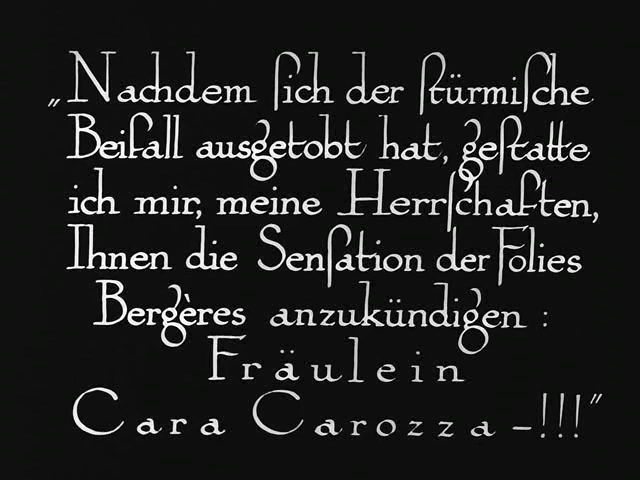 „Nachdem ſich der ſtürmiſche
Beifall ausgetobt hat, geſtatte
ich mir, meine Herrſchaften,
Ihnen die Senſation der Folies
Bergères anzukündigen :
Fräulein
Cara Carozza –!!!”